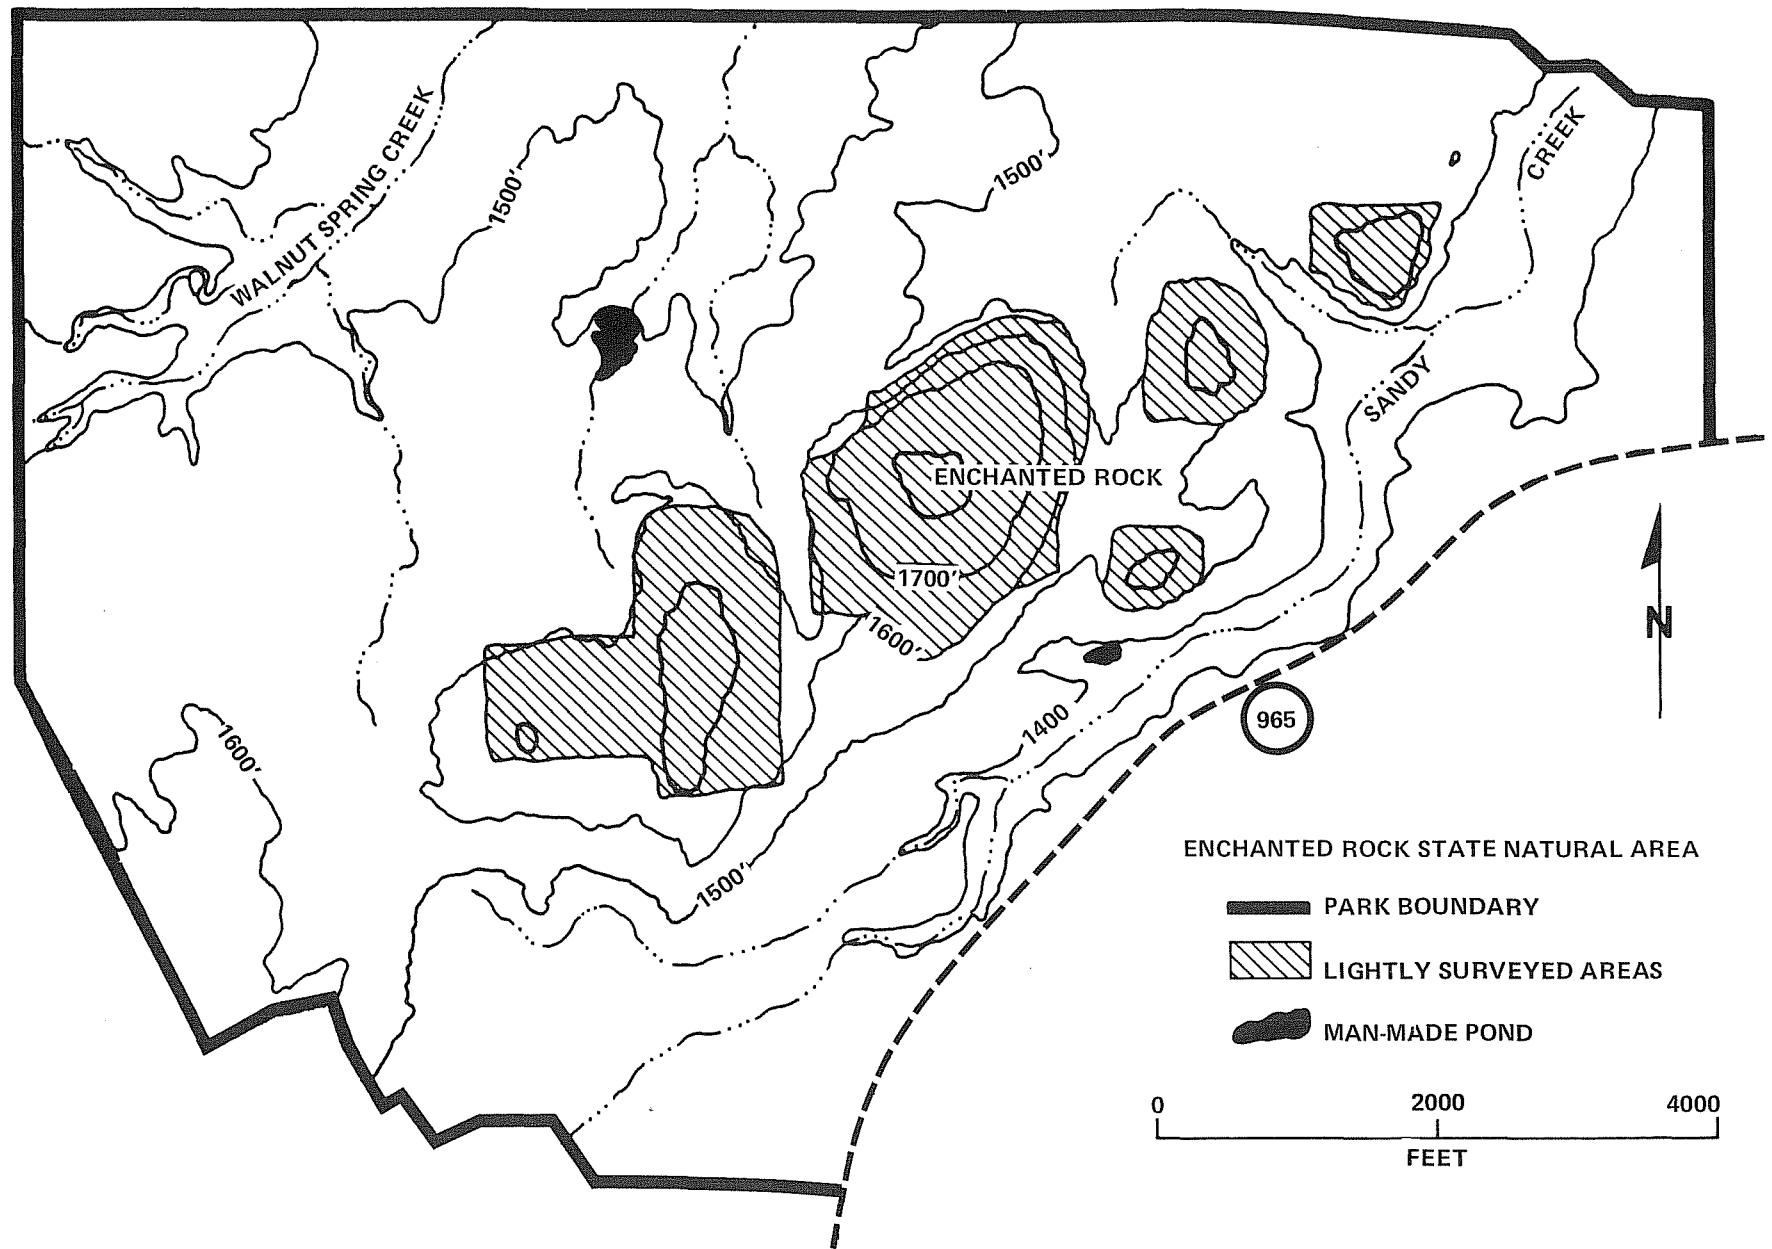 WALNUT SPRING CREEK
1500'
1500'
CREEK
SANDY
ENCHANTED ROCK
1700'
1600'
N
1600'
1400
965
1500'
ENCHANTED ROCK STATE NATURAL AREA
PARK BOUNDARY
LIGHTLY SURVEYED AREAS
MAN-MADE POND
0 2000 4000
FEET